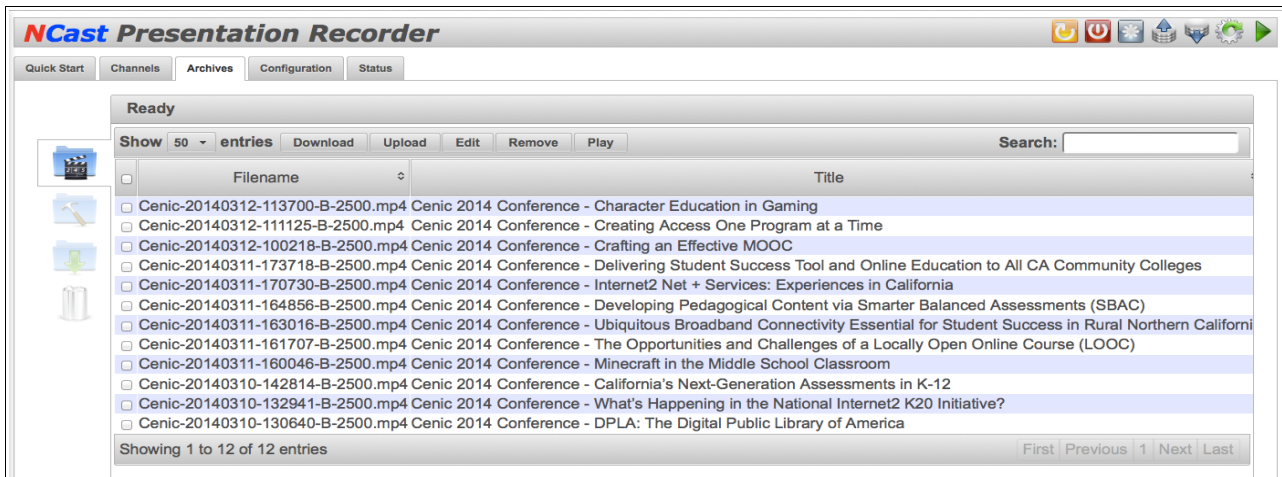 NCast Presentation Recorder
Quick Start Channels Archives Configuration Status
Ready
Show 50 entries Download Upload Edit Remove Play Search:
Filename Title
Cenic-20140312-113700-B-2500.mp4 Cenic 2014 Conference - Character Education in Gaming
Cenic-20140312-111125-B-2500.mp4 Cenic 2014 Conference - Creating Access One Program at a Time
Cenic-20140312-100218-B-2500.mp4 Cenic 2014 Conference - Crafting an Effective MOOC
Cenic-20140311-173718-B-2500.mp4 Cenic 2014 Conference - Delivering Student Success Tool and Online Education to All CA Community Colleges
Cenic-20140311-170730-B-2500.mp4 Cenic 2014 Conference - Internet2 Net + Services: Experiences in California
Cenic-20140311-164856-B-2500.mp4 Cenic 2014 Conference - Developing Pedagogical Content via Smarter Balanced Assessments (SBAC)
Cenic-20140311-163016-B-2500.mp4 Cenic 2014 Conference - Ubiquitous Broadband Connectivity Essential for Student Success in Rural Northern Californi
Cenic-20140311-161707-B-2500.mp4 Cenic 2014 Conference - The Opportunities and Challenges of a Locally Open Online Course (LOOC)
Cenic-20140311-160046-B-2500.mp4 Cenic 2014 Conference - Minecraft in the Middle School Classroom
Cenic-20140310-142814-B-2500.mp4 Cenic 2014 Conference - California's Next-Generation Assessments in K-12
Cenic-20140310-132941-B-2500.mp4 Cenic 2014 Conference - What's Happening in the National Internet2 K20 Initiative?
Cenic-20140310-130640-B-2500.mp4 Cenic 2014 Conference - DPLA: The Digital Public Library of America
Showing 1 to 12 of 12 entries First Previous 1 Next Last